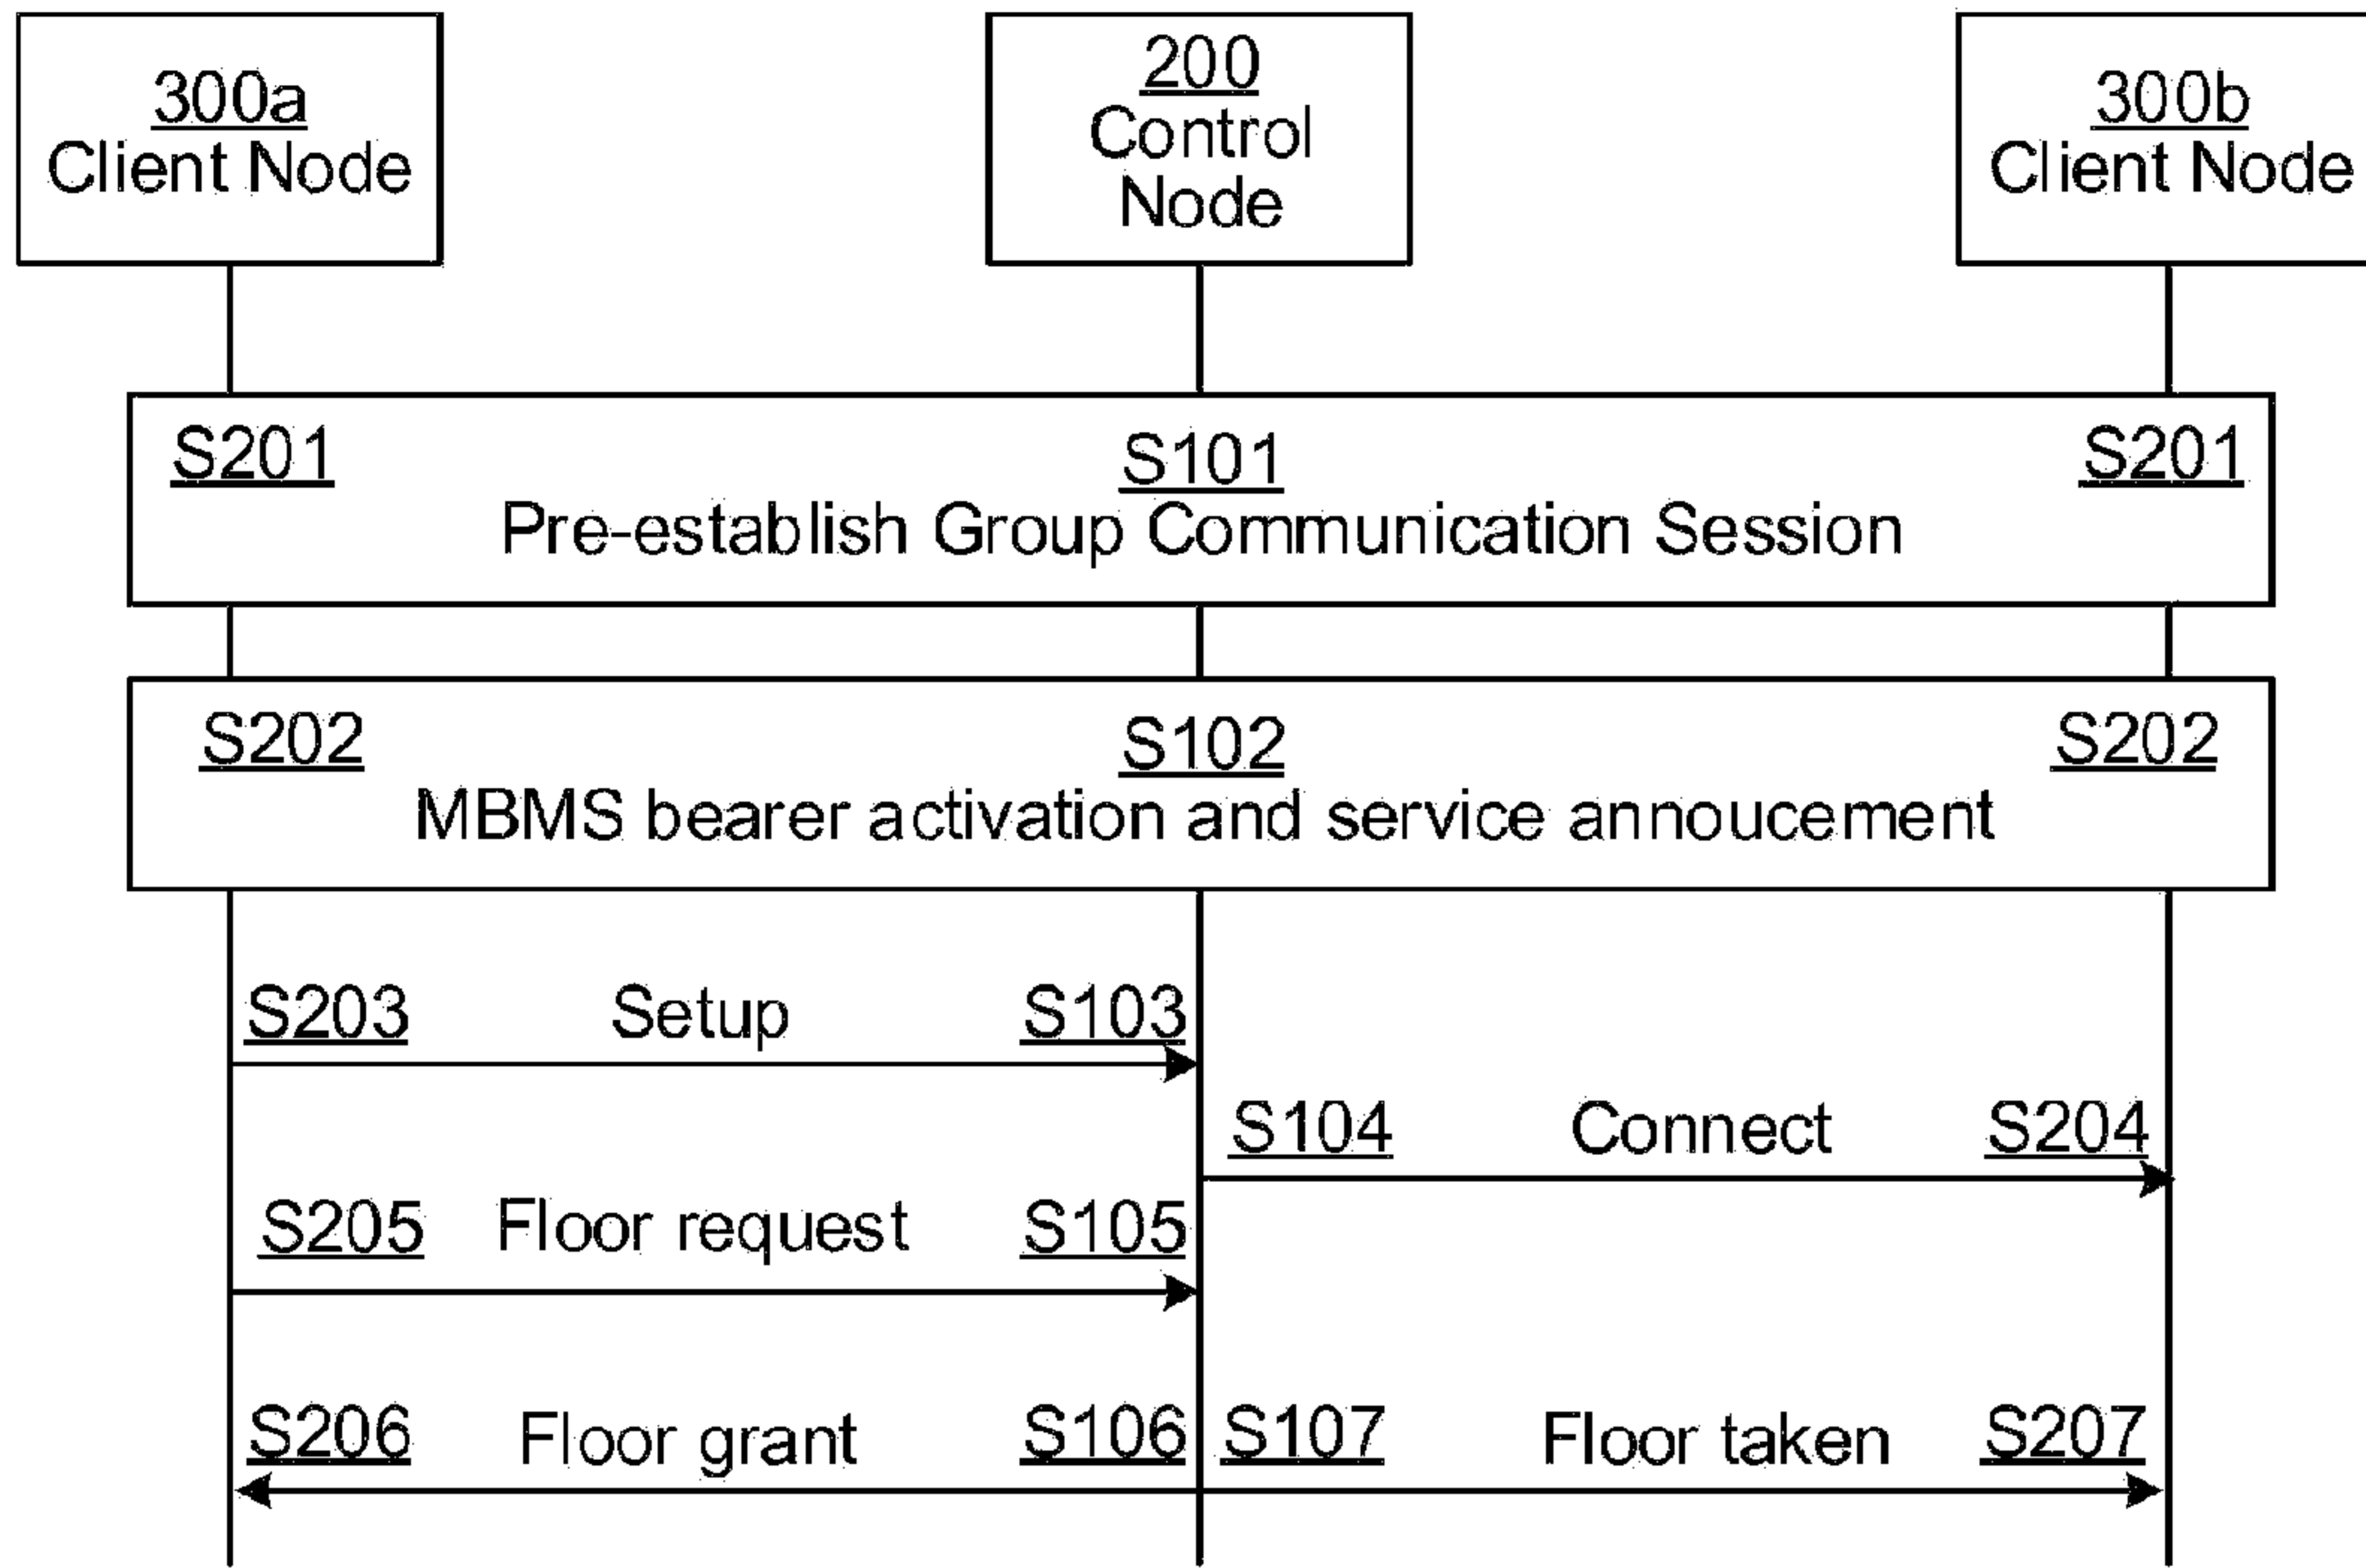 300a
Client Node
200
Control
Node
300b
Client Node
S201 S101 S201
Pre-establish Group Communication Session
S202 S102 S202
MBMS bearer activation and service annoucement
S203 Setup S103
S104 Connect S204
S205 Floor request S105
S206 Floor grant S106 S107 Floor taken S207